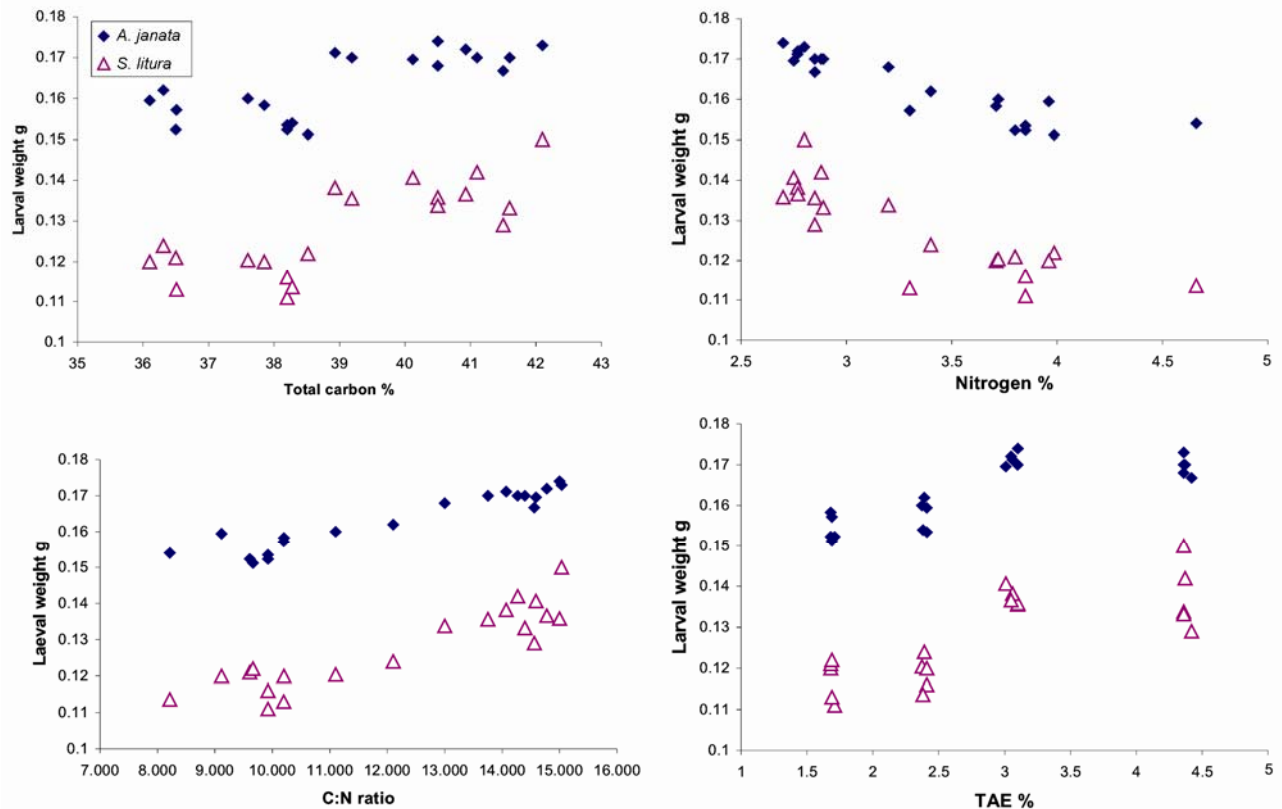 0.18
A. janata
S. litura
0.17
0.16
0.15
0.14
0.13
0.12
0.11
0.1
Larval weight g
35 36 37 38 39 40 41 42 43
Total carbon %
0.18
0.17
0.16
0.15
0.14
0.13
0.12
0.11
0.1
Larval weight g
2.5 3 3.5 4 4.5 5
Nitrogen %
0.18
0.17
0.16
0.15
0.14
0.13
0.12
0.11
0.1
Laeval weight g
7.000 8.000 9.000 10.000 11.000 12.000 13.000 14.000 15.000 16.000
C:N ratio
0.18
0.17
0.16
0.15
0.14
0.13
0.12
0.11
0.1
Larval weight g
1 1.5 2 2.5 3 3.5 4 4.5 5
TAE %